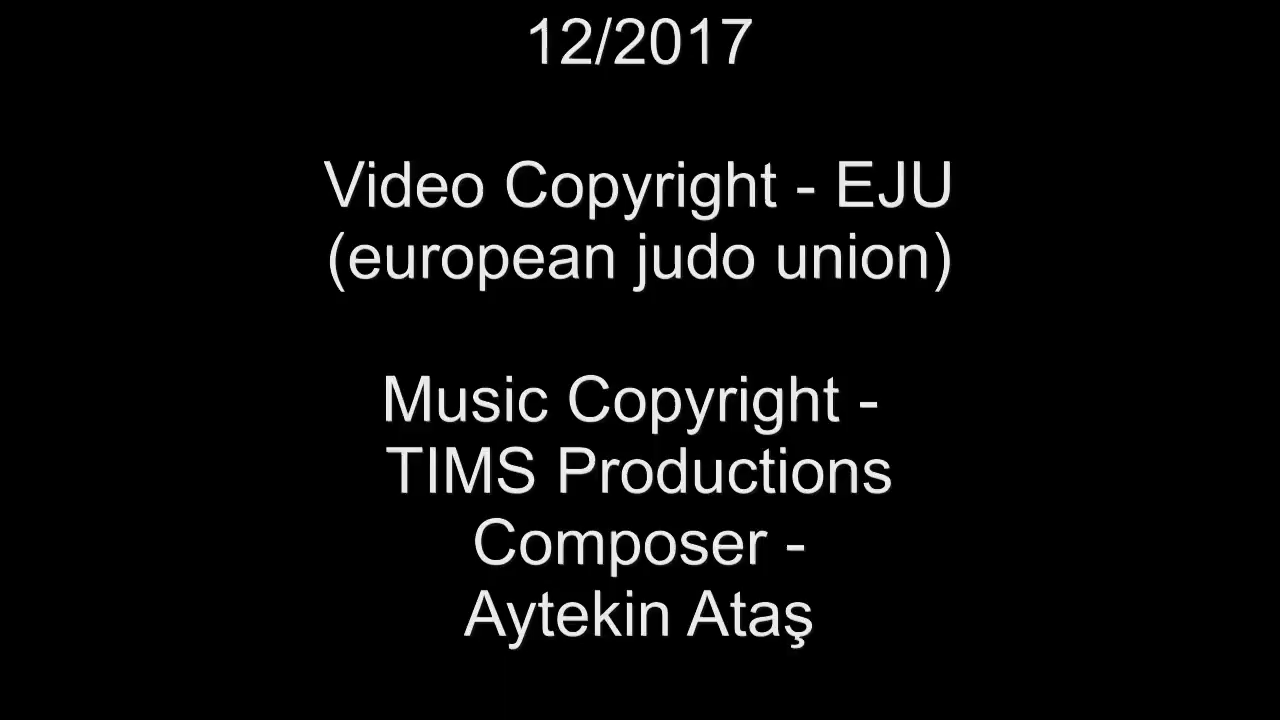 12/2017
Video Copyright - EJU
(european judo union)
Music Copyright -
TIMS Productions
Composer -
Aytekin Ataş